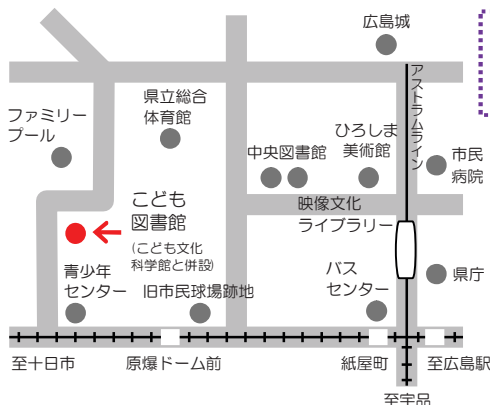 広島城
アストラムライン
県立総合
体育館
ファミリー
プール
ひろしま
美術館
中央図書館
市民
病院
こども
図書館
(こども文化
科学館と併設)
映像文化
ライブラリー
青少年
センター
旧市民球場跡地
バス
センター
県庁
至十日市
原爆ドーム前
紙屋町
至広島駅
至宇品